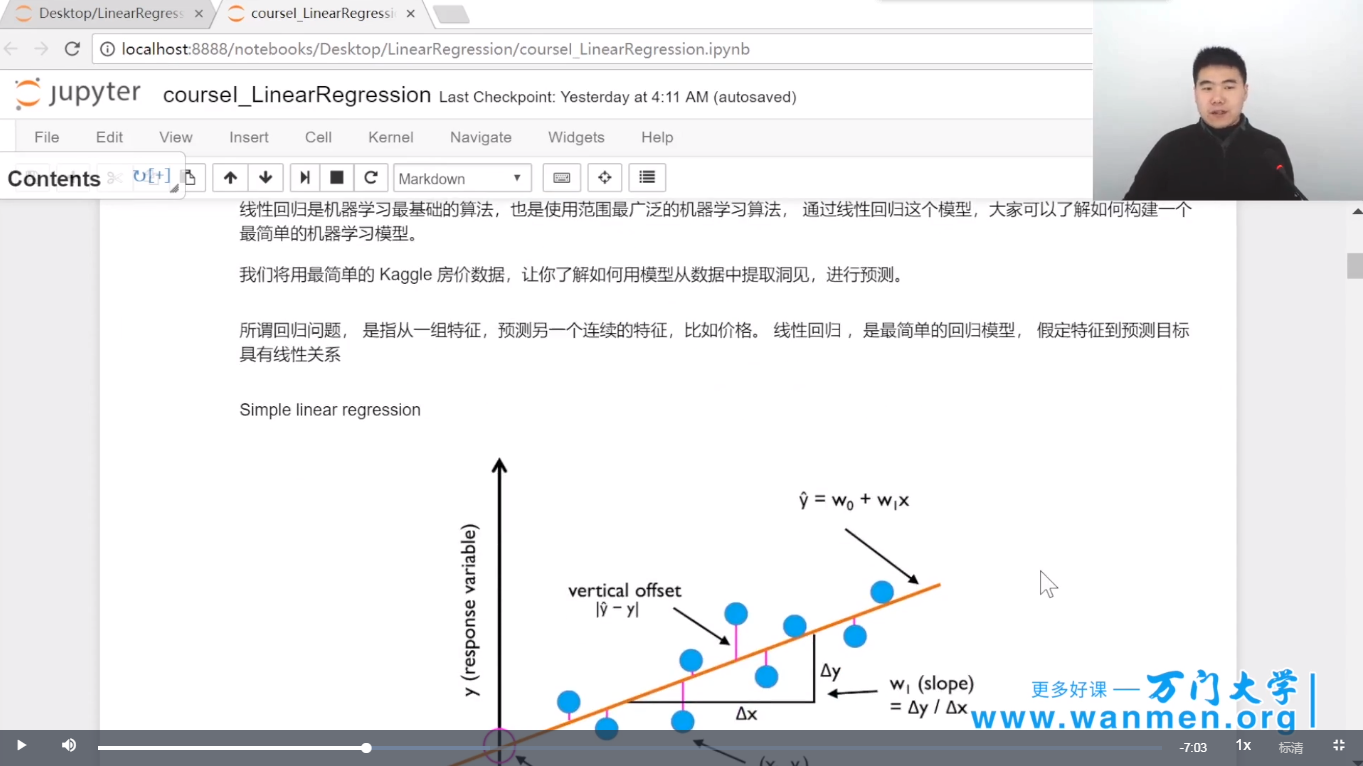 Desktop/LinearRegress
courseI_LinearRegressi
localhost:8888/notebooks/Desktop/LinearRegression/courseI_LinearRegression.ipynb
jupyter courseI_LinearRegression Last Checkpoint: Yesterday at 4:11 AM (autosaved)
File Edit View Insert Cell Kernel Navigate Widgets Help
Contents [+] Markdown
线性回归是机器学习最基础的算法，也是使用范围最广泛的机器学习算法， 通过线性回归这个模型，大家可以了解如何构建一个
最简单的机器学习模型。
我们将用最简单的 Kaggle 房价数据，让你了解如何用模型从数据中提取洞见，进行预测。
所谓回归问题， 是指从一组特征，预测另一个连续的特征，比如价格。 线性回归 ，是最简单的回归模型， 假定特征到预测目标
具有线性关系
Simple linear regression
ŷ = w₀ + w₁x
y (response variable)
vertical offset
|ŷ − y|
Δy
Δx
w₁ (slope)
= Δy / Δx
更多好课 — 万门大学
www.wanmen.org
-7:03 1x 标清